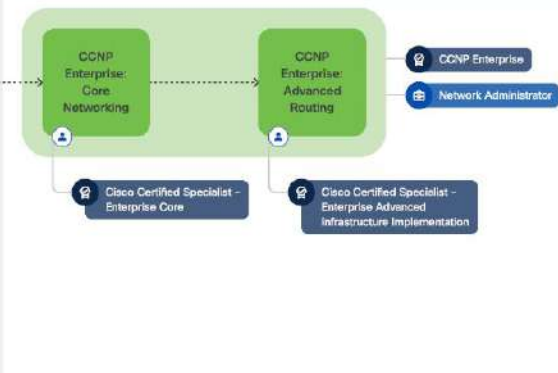 CCNP
Enterprise:
Core
Networking
CCNP
Enterprise:
Advanced
Routing
CCNP Enterprise
Network Administrator
Cisco Certified Specialist -
Enterprise Core
Cisco Certified Specialist -
Enterprise Advanced
Infrastructure Implementation